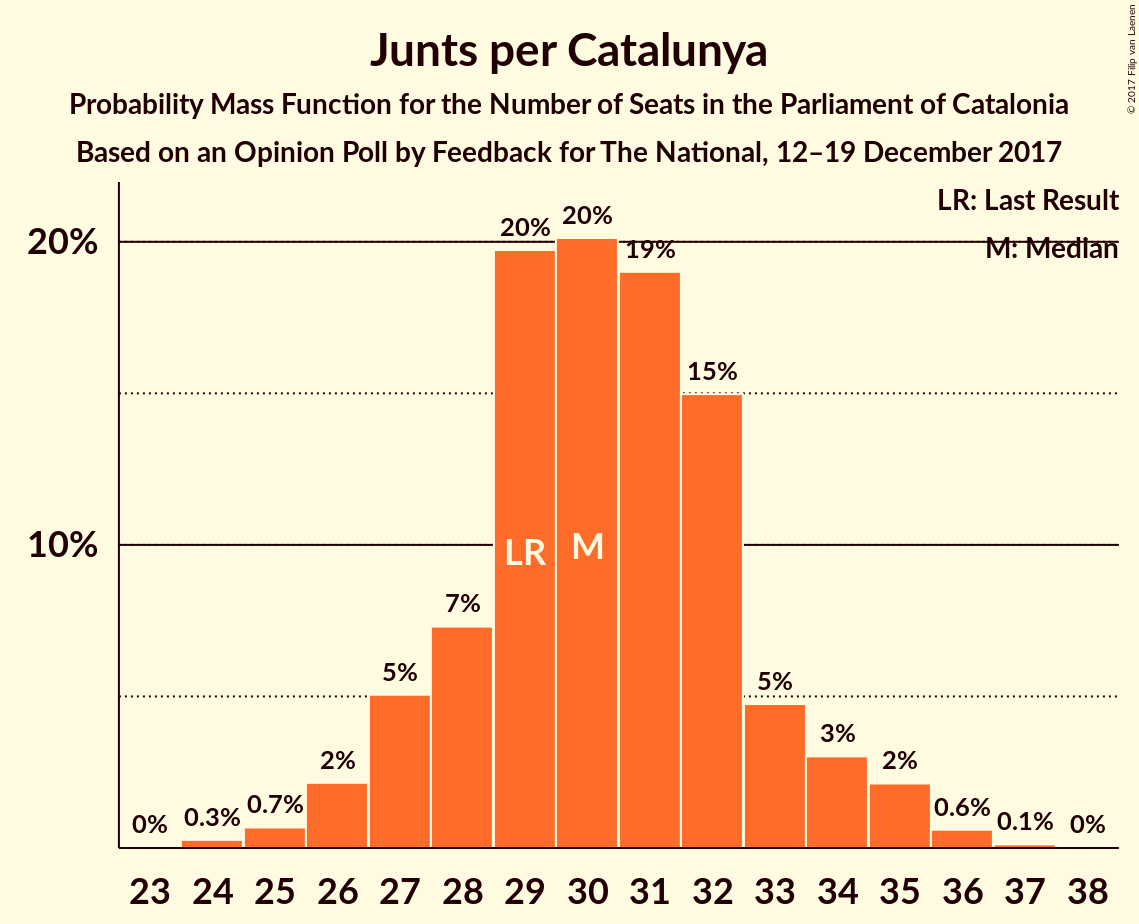 Junts per Catalunya
Probability Mass Function for the Number of Seats in the Parliament of Catalonia
Based on an Opinion Poll by Feedback for The National, 12–19 December 2017
© 2017 Filip van Laenen
LR: Last Result
M: Median
20%
10%
0%
0.3%
0.7%
2%
5%
7%
20%
20%
19%
15%
5%
3%
2%
0.6%
0.1%
0%
LR
M
23 24 25 26 27 28 29 30 31 32 33 34 35 36 37 38